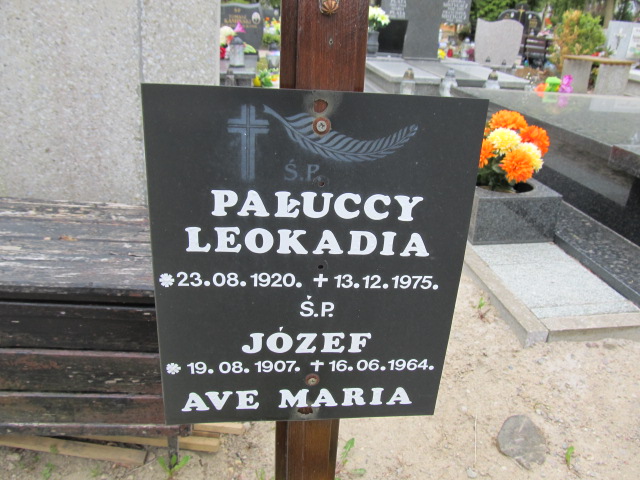 Ś.P.
PAŁUCCY
LEOKADIA
*23.08.1920. +13.12.1975.
Ś.P.
JÓZEF
* 19.08.1907. +16.06.1964.
AVE MARIA